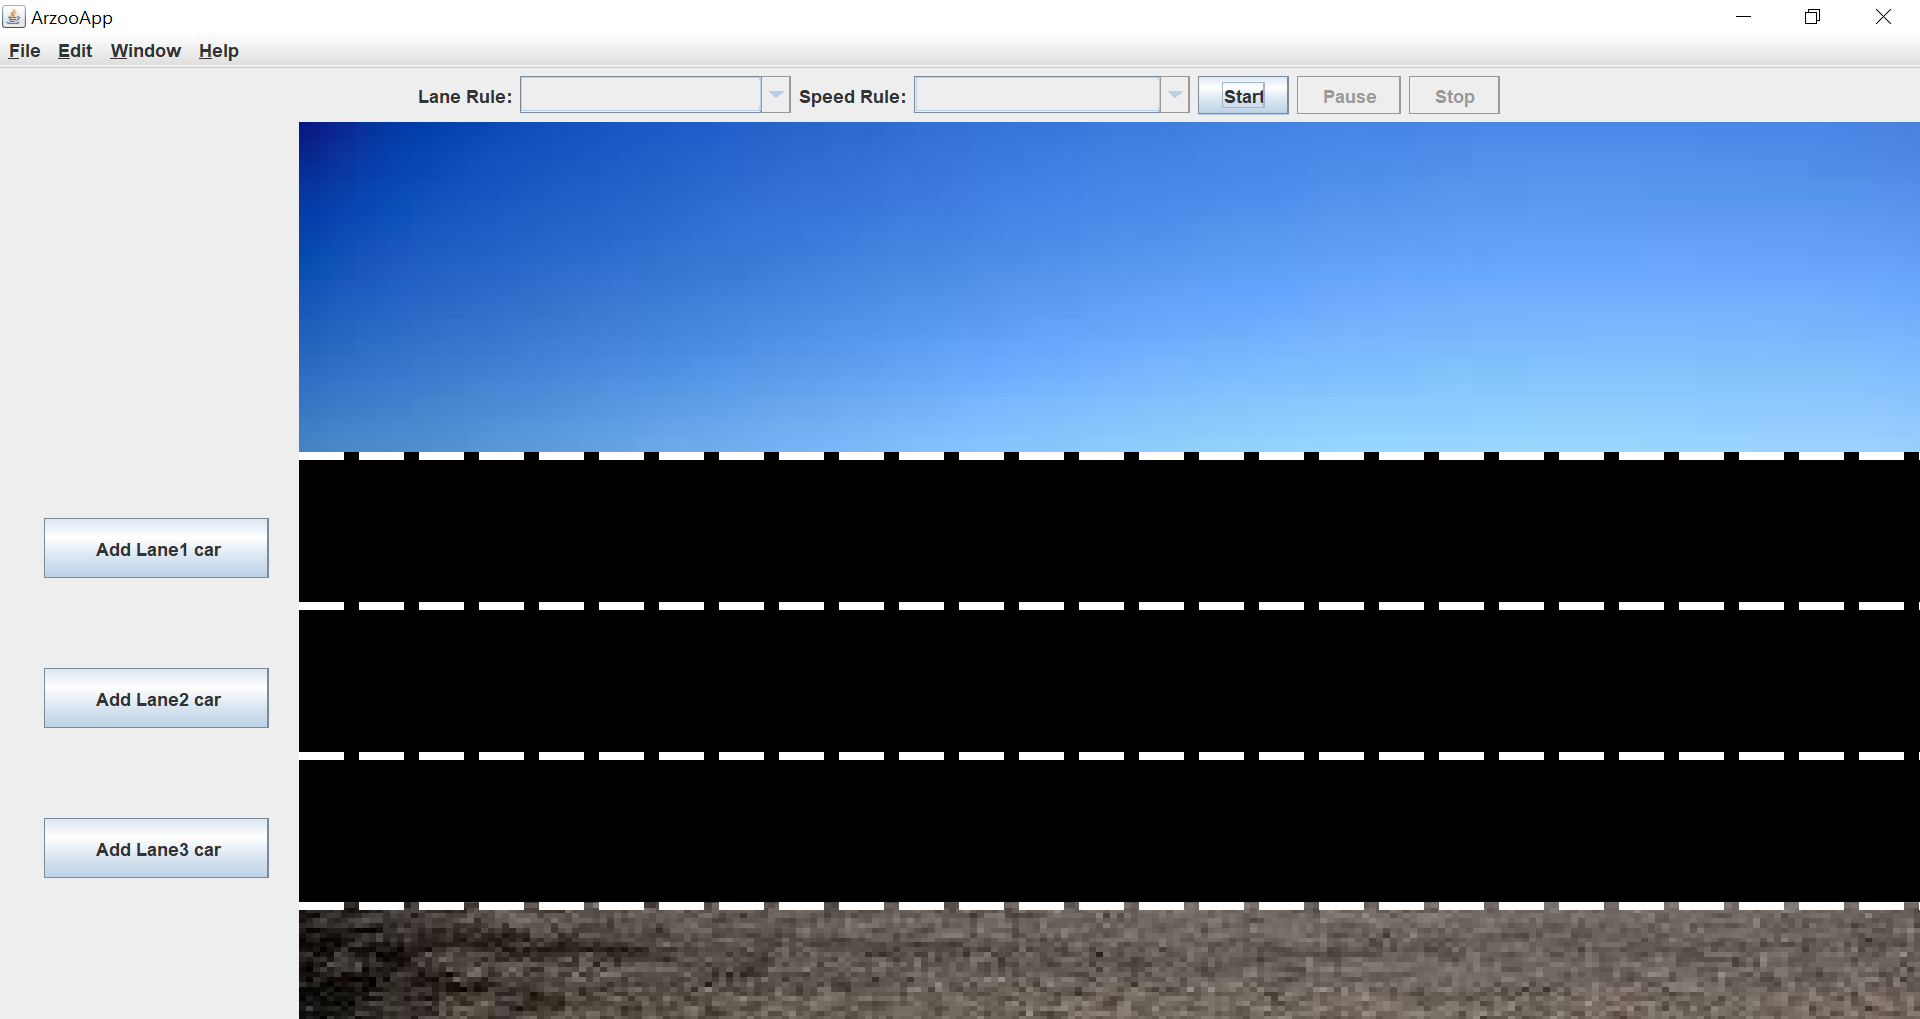 ArzooApp
File Edit Window Help
Lane Rule: Speed Rule: Start Pause Stop
Add Lane1 car
Add Lane2 car
Add Lane3 car